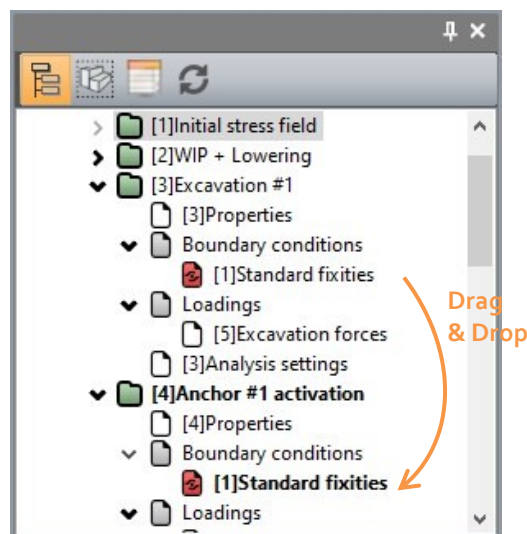 [1]Initial stress field
[2]WIP + Lowering
[3]Excavation #1
[3]Properties
Boundary conditions
[1]Standard fixities
Loadings
[5]Excavation forces
[3]Analysis settings
[4]Anchor #1 activation
[4]Properties
Boundary conditions
[1]Standard fixities
Loadings
Drag
& Drop